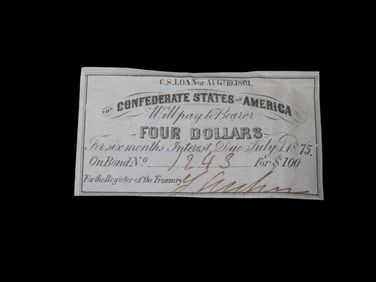 C.S. LOAN OF AUG. 19, 1861.
THE CONFEDERATE STATES OF AMERICA
Will pay to Bearer
FOUR DOLLARS
For six months Interest, Due July 1, 1875.
On Bond No. 1243 for $100
For the Register of the Treasury